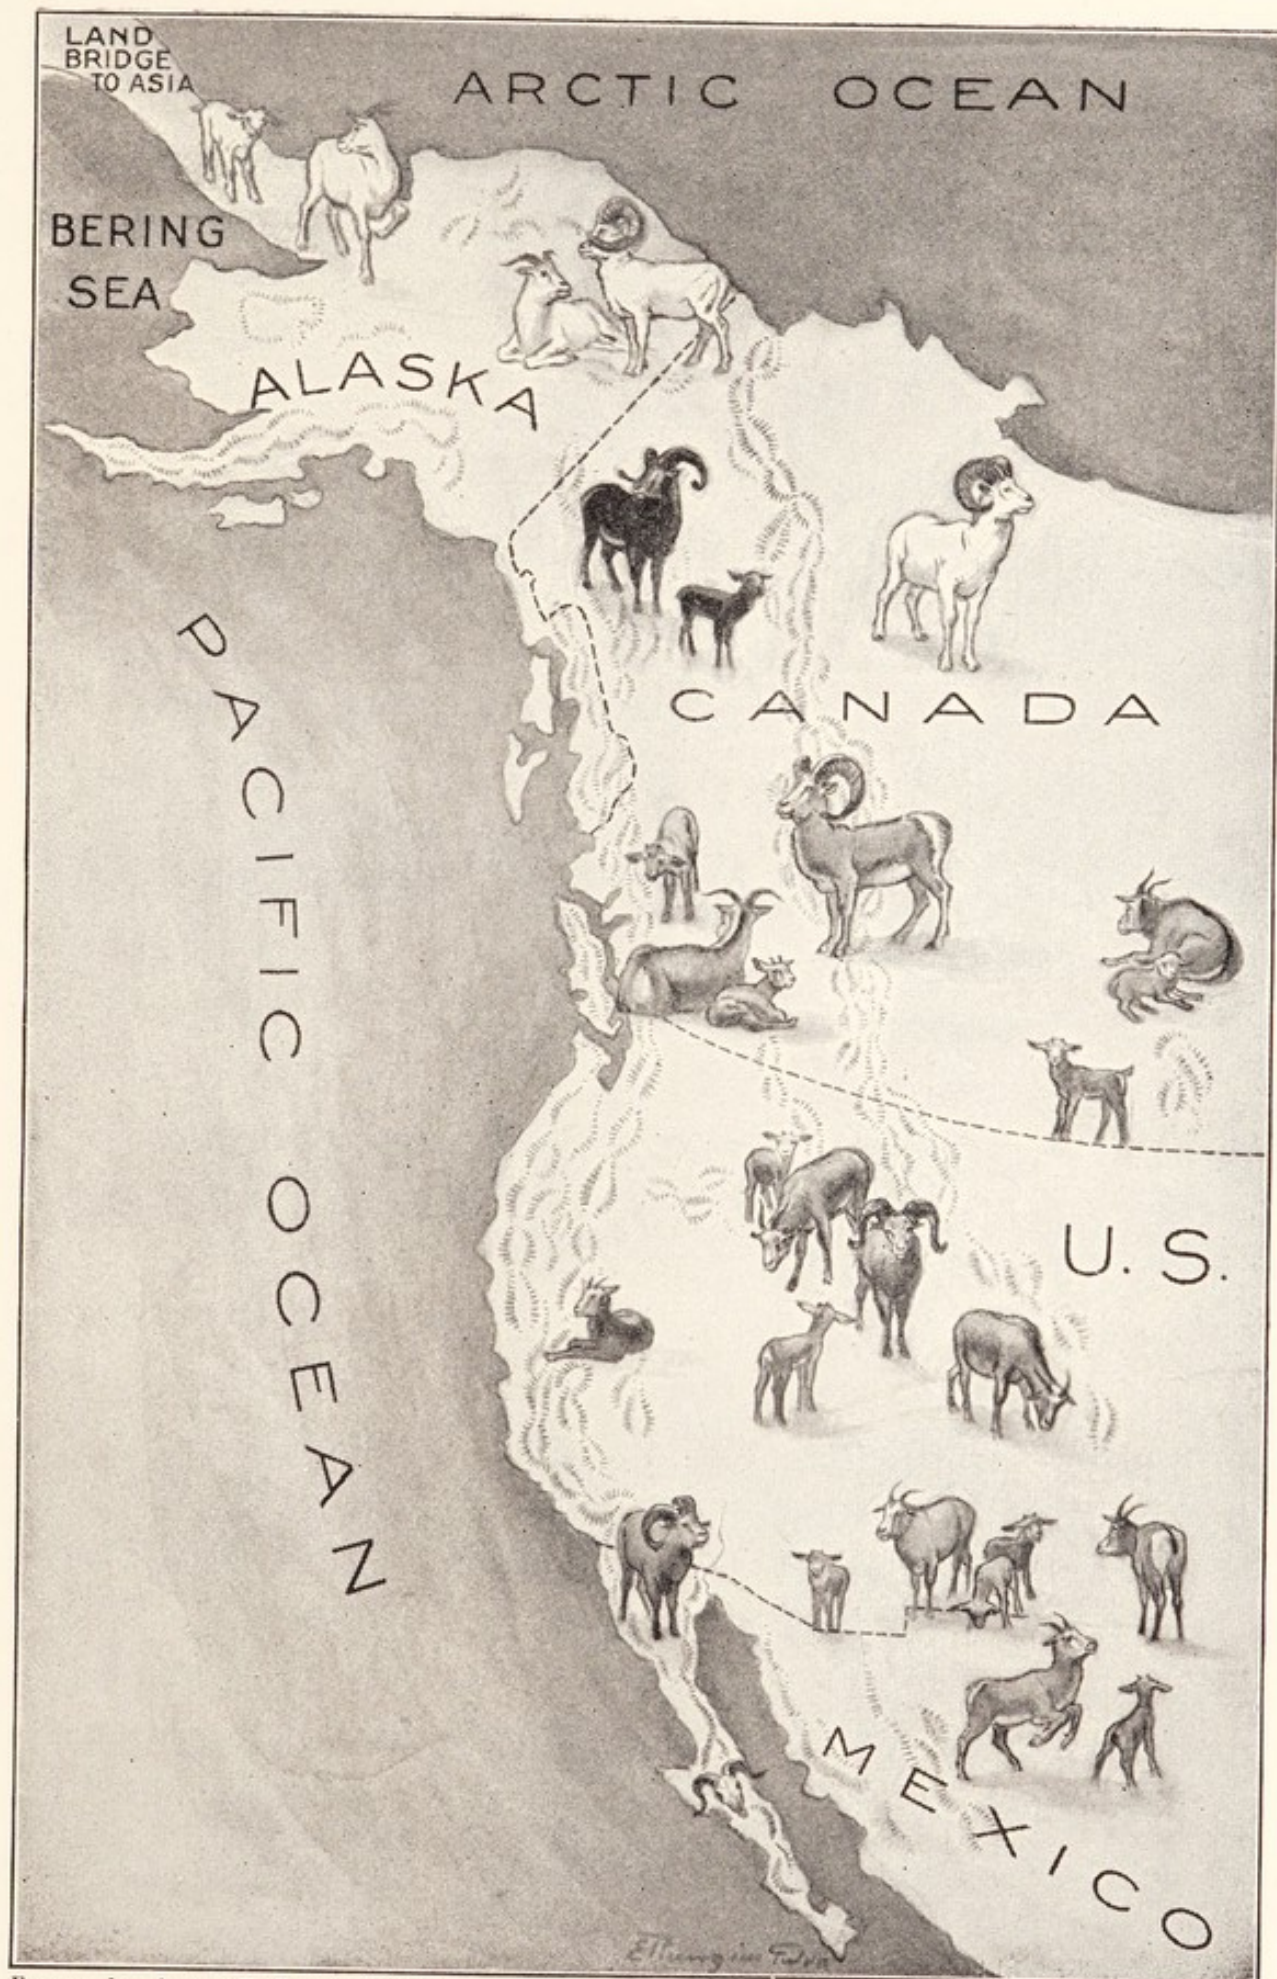 LAND
BRIDGE
TO ASIA
ARCTIC OCEAN
BERING
SEA
ALASKA
CANADA
PACIFIC OCEAN
U.S.
MEXICO